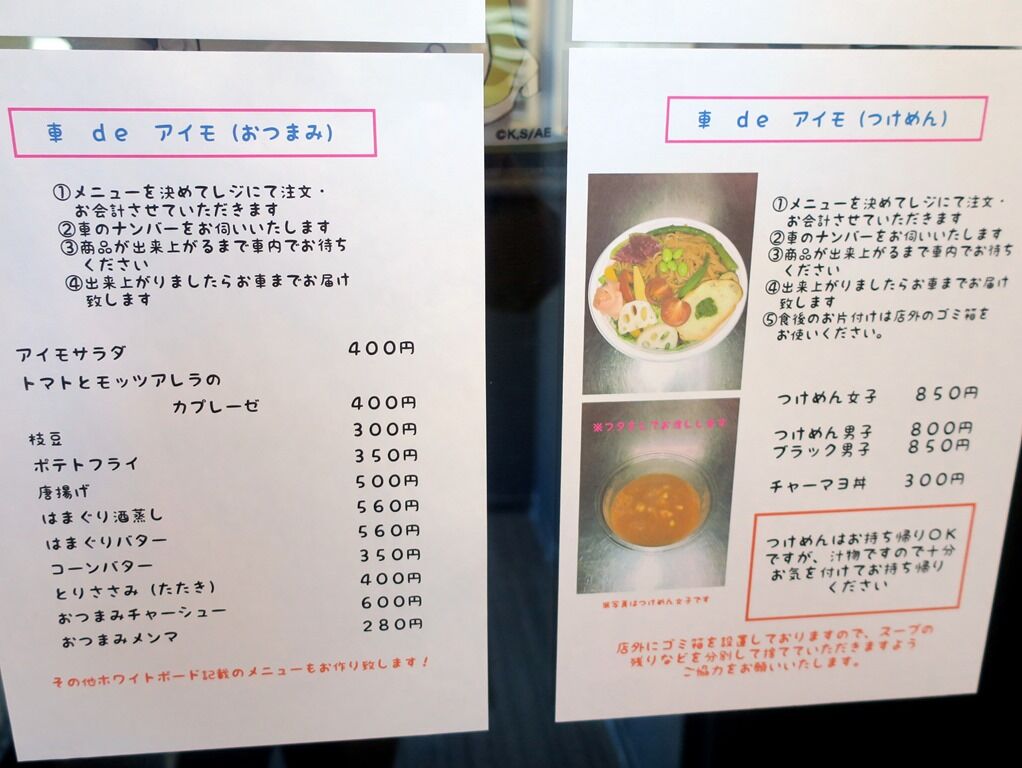 車 de アイモ(おつまみ)
①メニューを決めてレジにて注文・
お会計させていただきます
②車のナンバーをお伺いいたします
③商品が出来上がるまで車内でお待ち
ください
④出来上がりましたらお車までお届け
致します
アイモサラダ 400円
トマトとモッツアレラの
カプレーゼ 400円
枝豆 300円
ポテトフライ 350円
唐揚げ 500円
はまぐり酒蒸し 560円
はまぐりバター 560円
コーンバター 350円
とりささみ(たたき) 400円
おつまみチャーシュー 600円
おつまみメンマ 280円
その他ホワイトボード記載のメニューもお作り致します!
©K,S/AE
車 de アイモ(つけめん)
①メニューを決めてレジにて注文・
お会計させていただきます
②車のナンバーをお伺いいたします
③商品が出来上がるまで車内でお待ち
ください
④出来上がりましたらお車までお届け
致します
⑤食後のお片付けは店外のゴミ箱を
お使いください。
※フタをしてお渡しします
※写真はつけめん女子です
つけめん女子 850円
つけめん男子 800円
ブラック男子 850円
チャーマヨ丼 300円
つけめんはお持ち帰りOK
ですが、汁物ですので十分
お気を付けてお持ち帰り
ください
店外にゴミ箱を設置しておりますので、スープの
残りなどを分別して捨てていただきますよう
ご協力をお願いいたします。